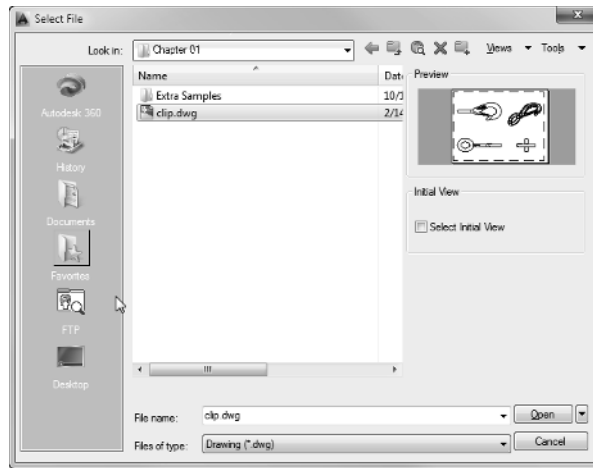 Select File
Look in: Chapter 01
Views Tools
Name Date
Preview
Extra Samples 10/1
clip.dwg 2/14
Autodesk 360
History
Documents
Favorites
FTP
Desktop
Initial View
Select Initial View
File name: clip.dwg
Open
Files of type: Drawing (*.dwg)
Cancel